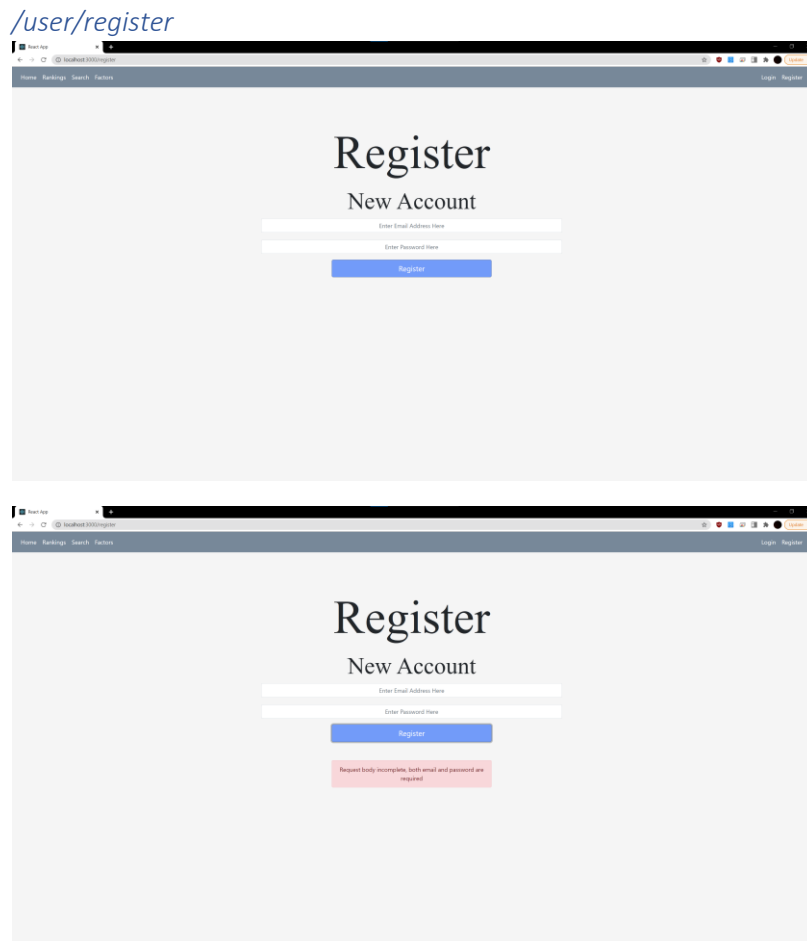 /user/register
React App
localhost:3000/register
Update
Home Rankings Search Factors
Login Register
Register
New Account
Enter Email Address Here
Enter Password Here
Register
React App
localhost:3000/register
Update
Home Rankings Search Factors
Login Register
Register
New Account
Enter Email Address Here
Enter Password Here
Register
Request body incomplete, both email and password are
required